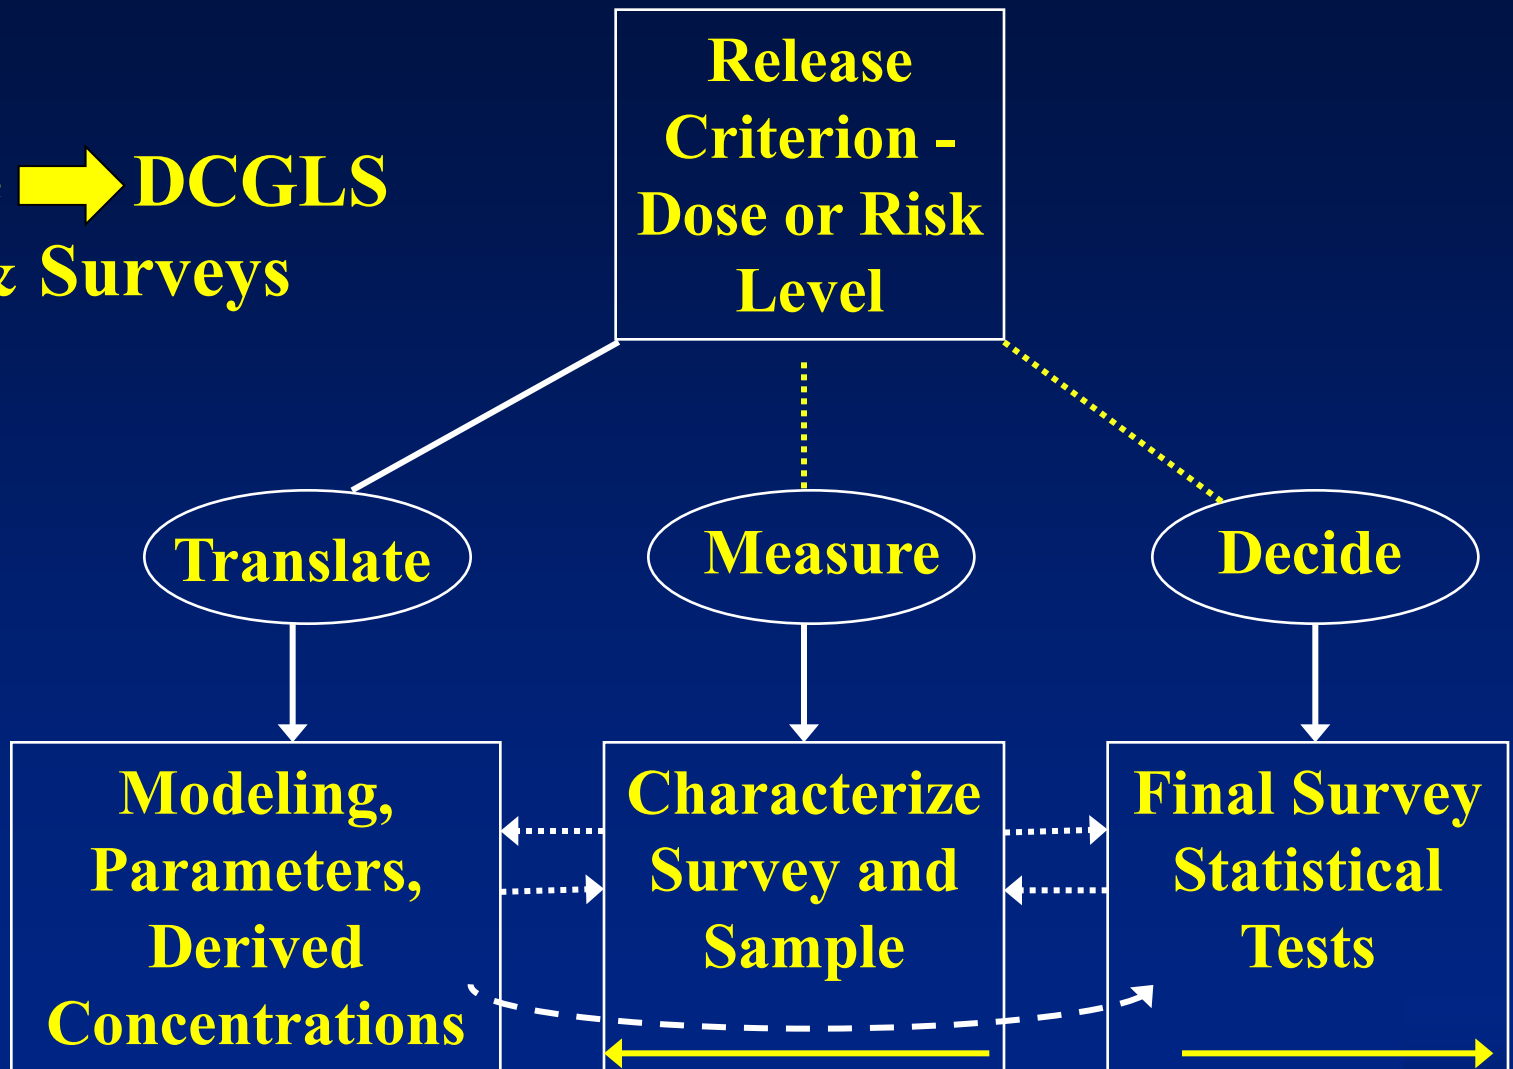 DCGLS
& Surveys
Release
Criterion -
Dose or Risk
Level
Translate
Measure
Decide
Modeling,
Parameters,
Derived
Concentrations
Characterize
Survey and
Sample
Final Survey
Statistical
Tests